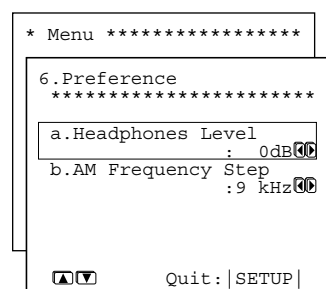 * Menu *****************
6.Preference
***********************
a.Headphones Level
: 0dB
b.AM Frequency Step
:9 kHz
Quit:|SETUP|